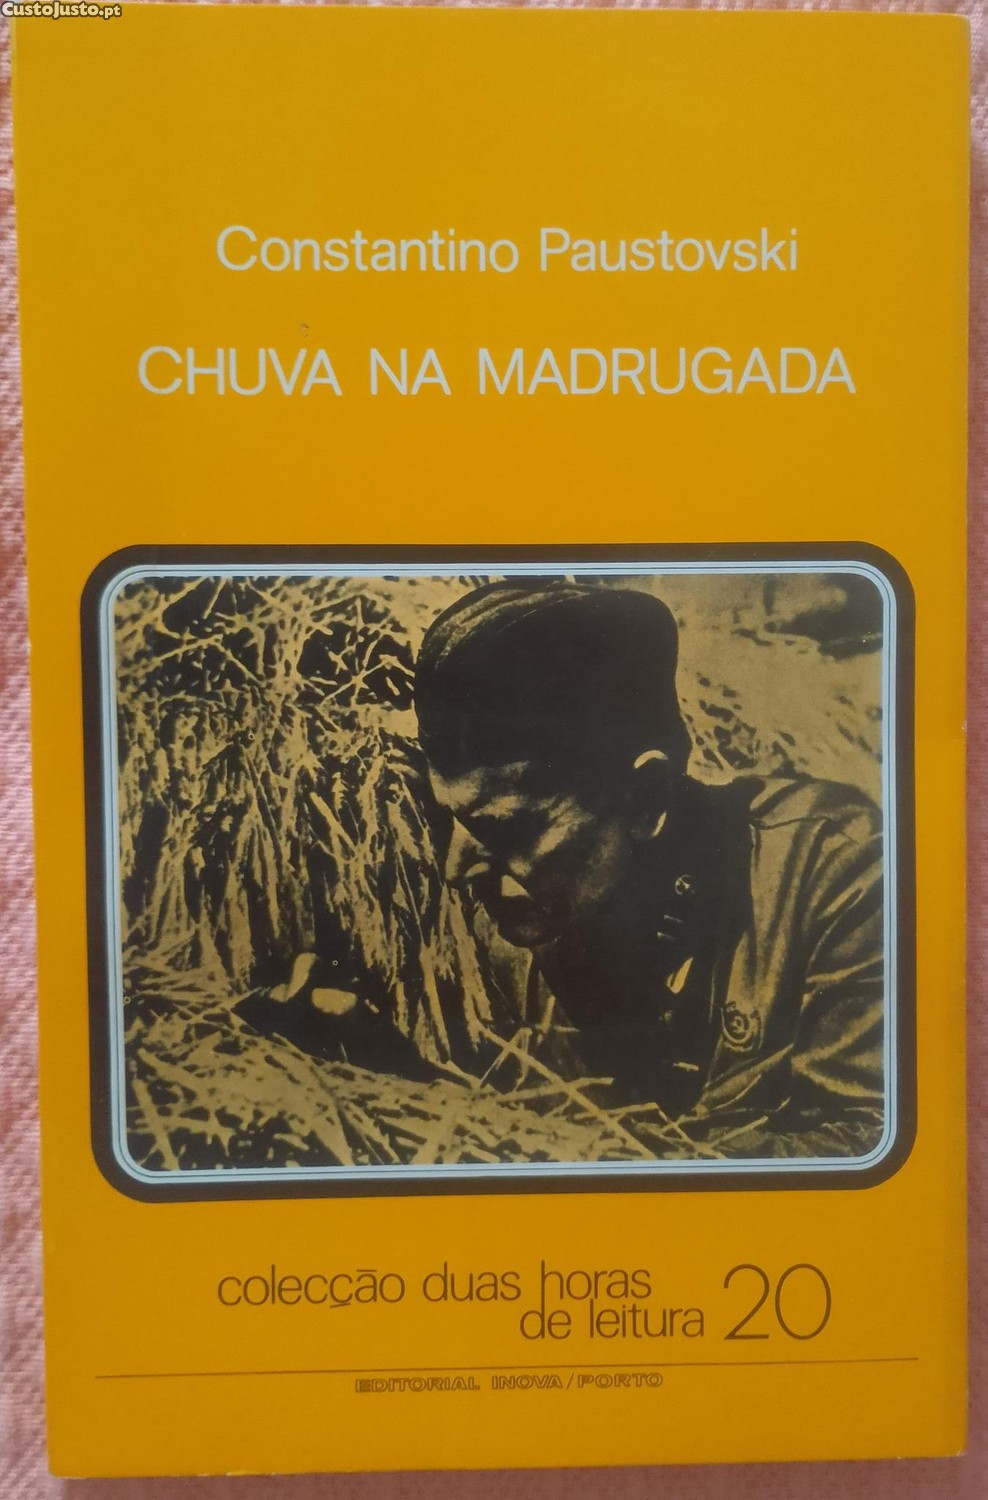 CustoJusto.pt
Constantino Paustovski
CHUVA NA MADRUGADA
colecção duas horas
de leitura 20
EDITORIAL INOVA/PORTO